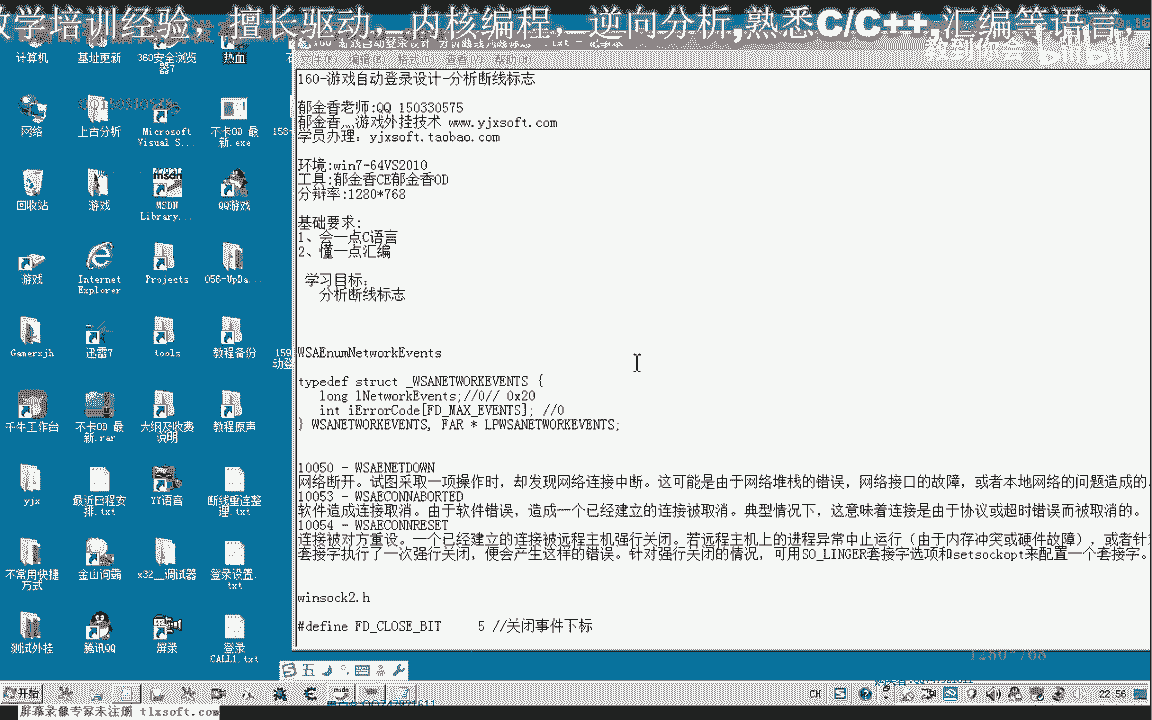 教学培训经验, 擅长驱动, 内核编程, 逆向分析,熟悉C/C++,汇编等语言,
bilibili
计算机
基址更新
360安全浏览器7
热血
160-游戏自动登录设计-分析断线标志
郁金香老师:QQ 150330575
郁金香灬游戏外挂技术 www.yjxsoft.com
学员办理: yjxsoft.taobao.com
环境:win7-64VS2010
工具:郁金香CE郁金香OD
分辩率:1280*768
基础要求:
1、会一点C语言
2、懂一点汇编
学习目标:
分析断线标志
WSAEnumNetworkEvents
typedef struct _WSANETWORKEVENTS {
long lNetworkEvents;//0// 0x20
int iErrorCode[FD_MAX_EVENTS]; //0
} WSANETWORKEVENTS, FAR * LPWSANETWORKEVENTS;
10050 - WSAENETDOWN
网络断开。试图采取一项操作时，却发现网络连接中断。这可能是由于网络堆栈的错误，网络接口的故障，或者本地网络的问题造成的。
10053 - WSAECONNABORTED
软件造成连接取消。由于软件错误，造成一个已经建立的连接被取消。典型情况下，这意味着连接是由于协议或超时错误而被取消的。
10054 - WSAECONNRESET
连接被对方重设。一个已经建立的连接被远程主机强行关闭。若远程主机上的进程异常中止运行（由于内存冲突或硬件故障），或者针
套接字执行了一次强行关闭，便会产生这样的错误。针对强行关闭的情况，可用SO_LINGER套接字选项和setsockopt来配置一个套接字。
winsock2.h
#define FD_CLOSE_BIT 5 //关闭事件下标
网络
上古分析
Microsoft Visual S...
不卡OD 最新.exe
回收站
游戏
MSDN Library...
QQ游戏
游戏
Internet Explorer
Projects
056-UpDa...
Gamerxjh
迅雷7
tools
教程备份
千牛工作台
不卡OD 最新.rar
大纲及收费说明
教程原声
yjx
最近日程安排.txt
YY语音
断线重连整理.txt
不常用快捷方式
金山词霸
x32__调试器
登录设置.txt
测试外挂
腾讯QQ
屏录
登录CALL1.txt
五
1280*768
开始
CH
22:56
屏幕录像专家未注册 tlxsoft.com